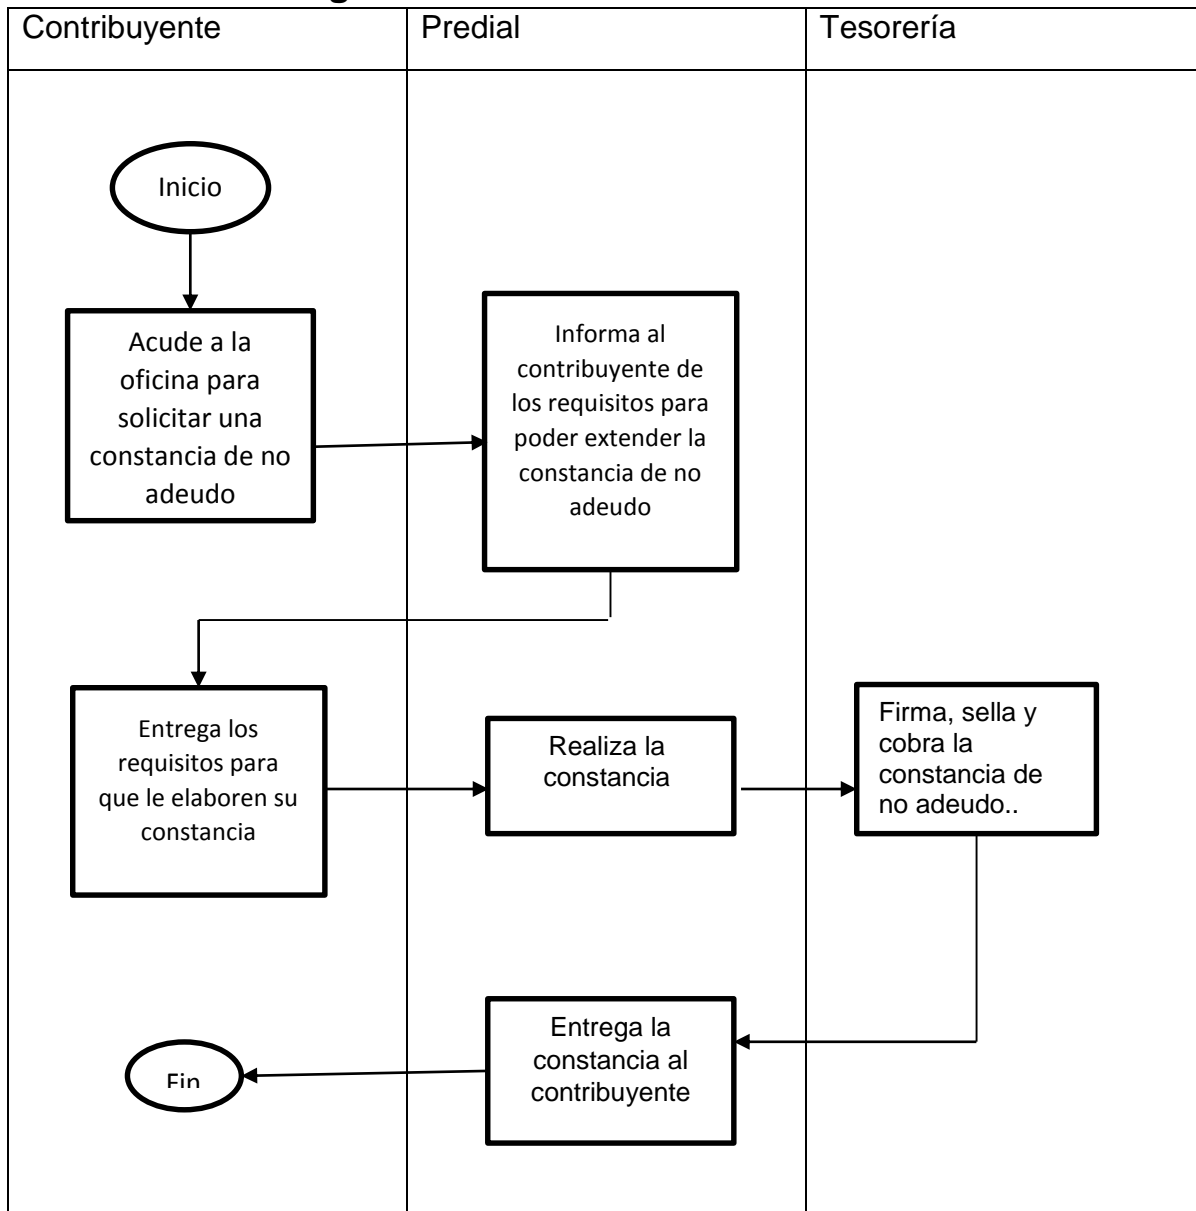 Contribuyente
Predial
Tesorería
Inicio
Acude a la
oficina para
solicitar una
constancia de no
adeudo
Informa al
contribuyente de
los requisitos para
poder extender la
constancia de no
adeudo
Entrega los
requisitos para
que le elaboren su
constancia
Realiza la
constancia
Firma, sella y
cobra la
constancia de
no adeudo..
Entrega la
constancia al
contribuyente
Fin